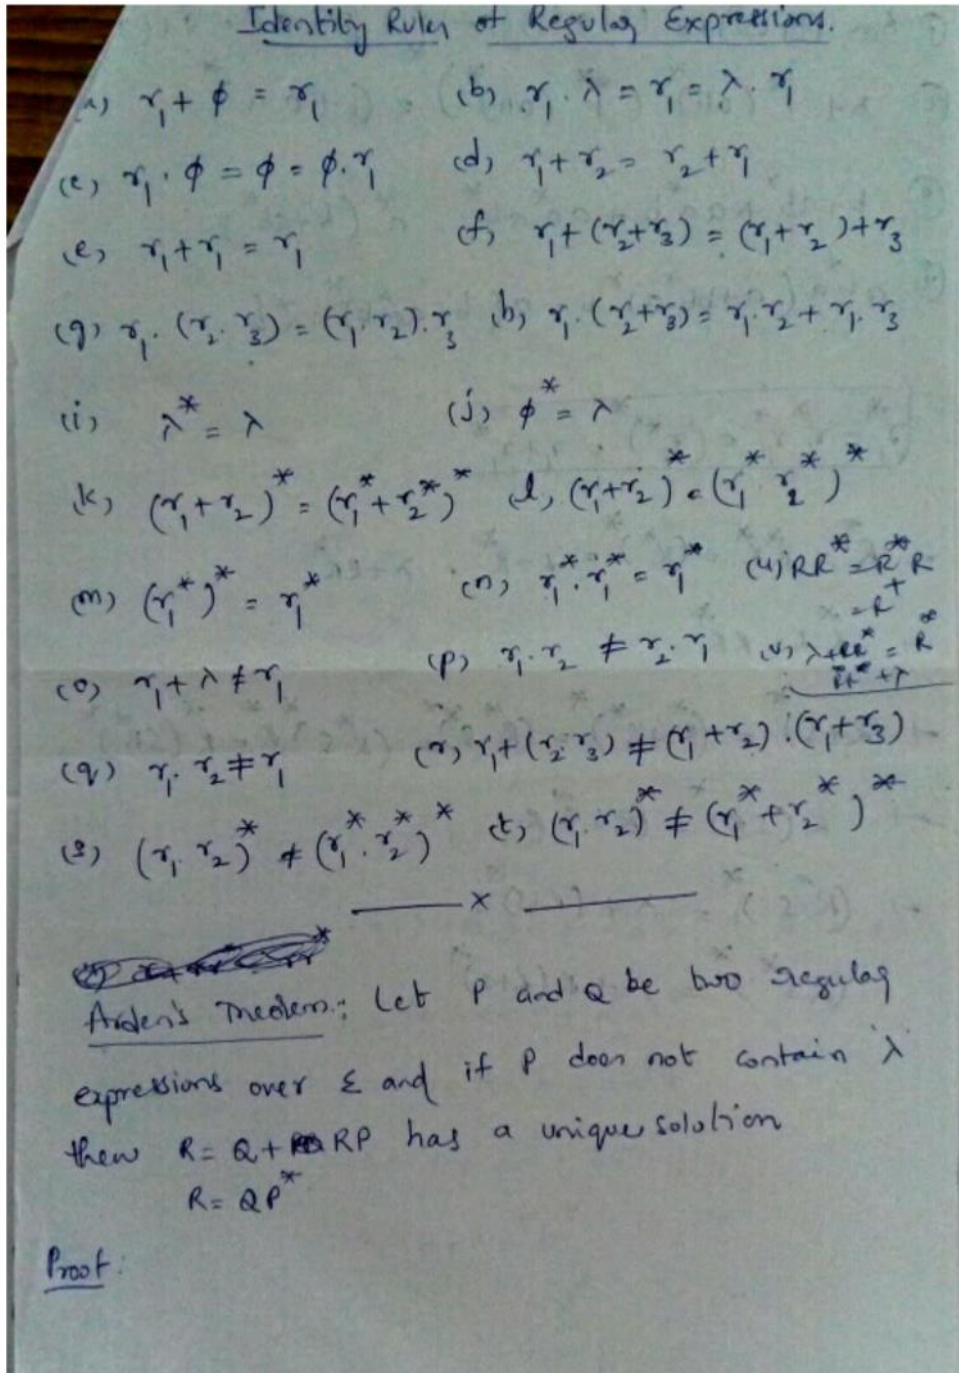 Identity Rules of Regular Expressions.
(a) r₁ + φ = r₁ (b) r₁ . λ = r₁ = λ . r₁
(c) r₁ . φ = φ = φ . r₁ (d) r₁ + r₂ = r₂ + r₁
(e) r₁ + r₁ = r₁ (f) r₁ + (r₂ + r₃) = (r₁ + r₂) + r₃
(g) r₁ . (r₂ . r₃) = (r₁ . r₂) . r₃ (h) r₁ . (r₂ + r₃) = r₁ . r₂ + r₁ . r₃
(i) λ* = λ (j) φ* = λ
(k) (r₁ + r₂)* = (r₁* + r₂*)* (l) (r₁ + r₂)* = (r₁* r₂*)*
(m) (r₁*)* = r₁* (n) r₁* . r₁* = r₁* (u) RR* = R*R
= R⁺
(o) r₁ + λ ≠ r₁ (p) r₁ . r₂ ≠ r₂ . r₁ (v) λ + RR* = R*
(q) r₁ . r₂ ≠ r₁ (r) r₁ + (r₂ . r₃) ≠ (r₁ + r₂) . (r₁ + r₃)
(s) (r₁ . r₂)* ≠ (r₁* . r₂*)* (t) (r₁ . r₂)* ≠ (r₁* + r₂*)*
——— x ———
Arden's Theolem: Let P and Q be two regular
expressions over Σ and if P does not contain λ
then R = Q + RP has a unique solution
R = QP*
Proof: